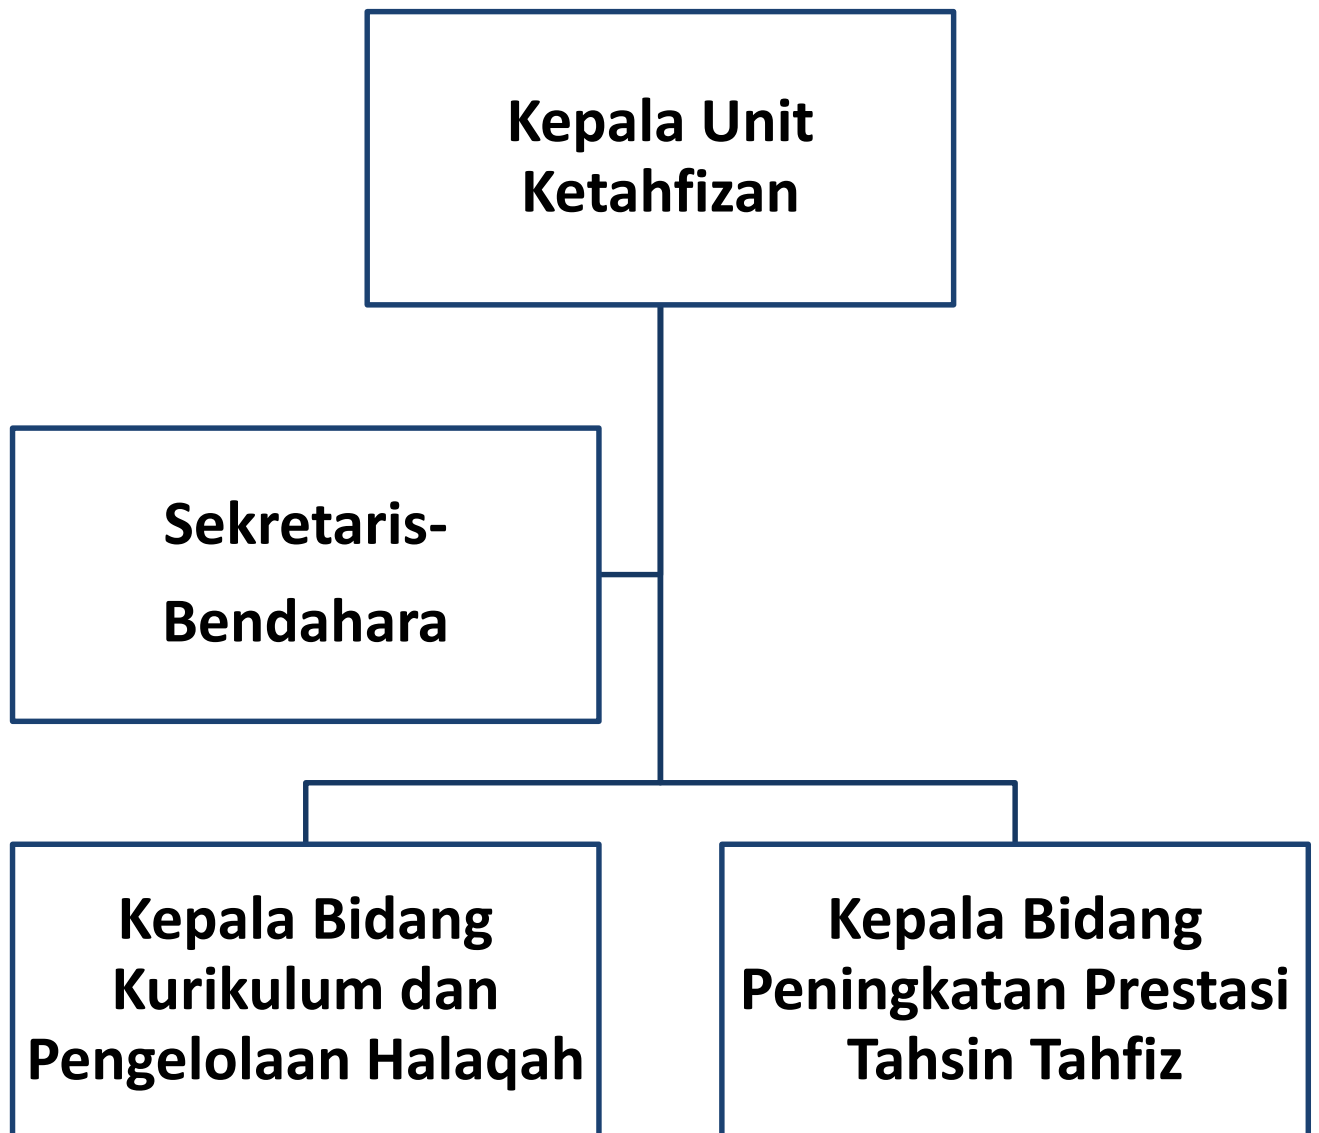 Kepala Unit
Ketahfizan
Sekretaris-
Bendahara
Kepala Bidang
Kurikulum dan
Pengelolaan Halaqah
Kepala Bidang
Peningkatan Prestasi
Tahsin Tahfiz